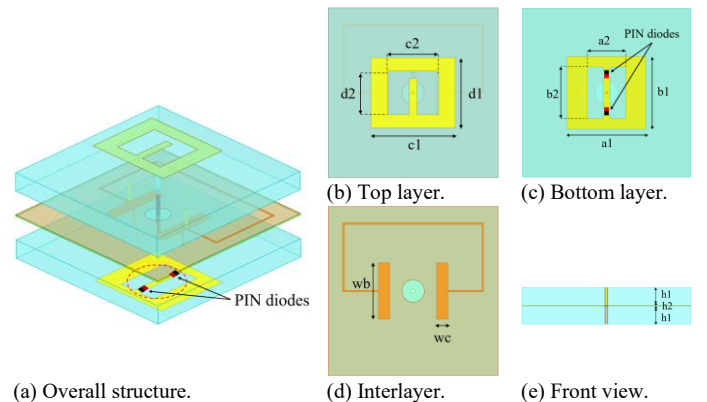 PIN diodes
(a) Overall structure.
c2
d2
d1
c1
(b) Top layer.
PIN diodes
a2
b2
b1
a1
(c) Bottom layer.
wb
wc
(d) Interlayer.
h1
h2
h1
(e) Front view.